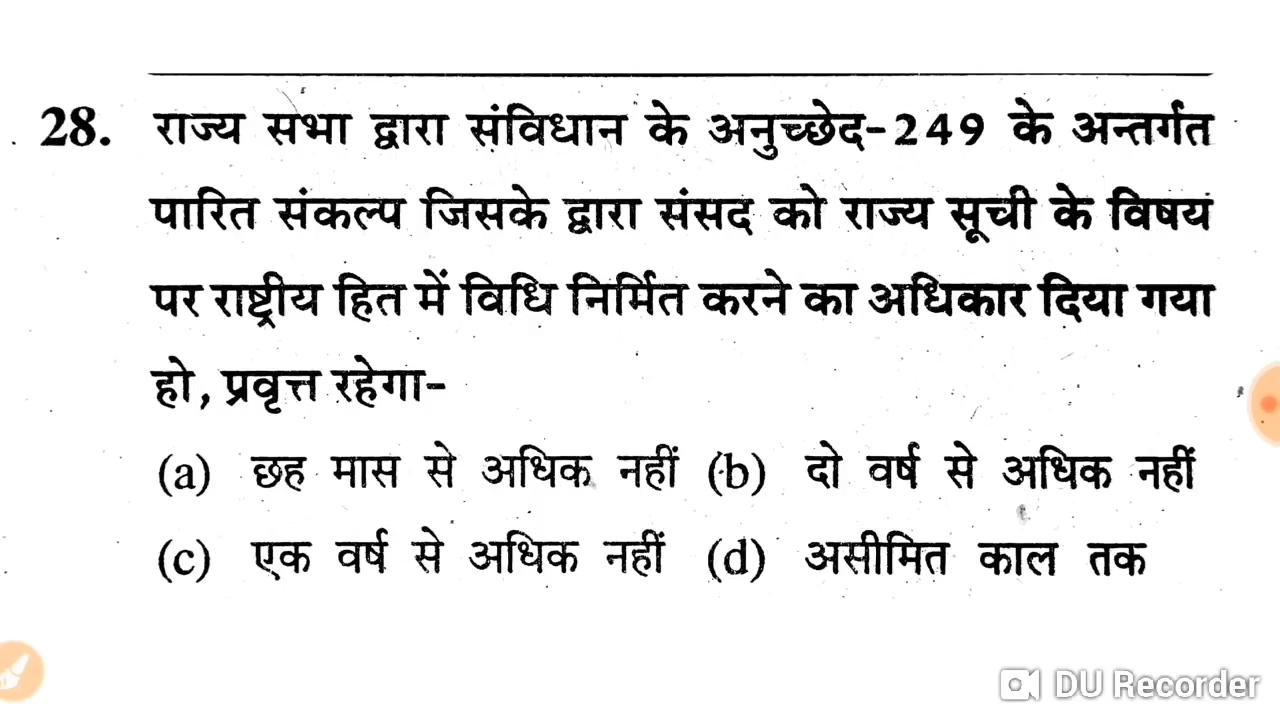 28. राज्य सभा द्वारा संविधान के अनुच्छेद-249 के अन्तर्गत
पारित संकल्प जिसके द्वारा संसद को राज्य सूची के विषय
पर राष्ट्रीय हित में विधि निर्मित करने का अधिकार दिया गया
हो, प्रवृत्त रहेगा-
(a) छह मास से अधिक नहीं (b) दो वर्ष से अधिक नहीं
(c) एक वर्ष से अधिक नहीं (d) असीमित काल तक
DU Recorder